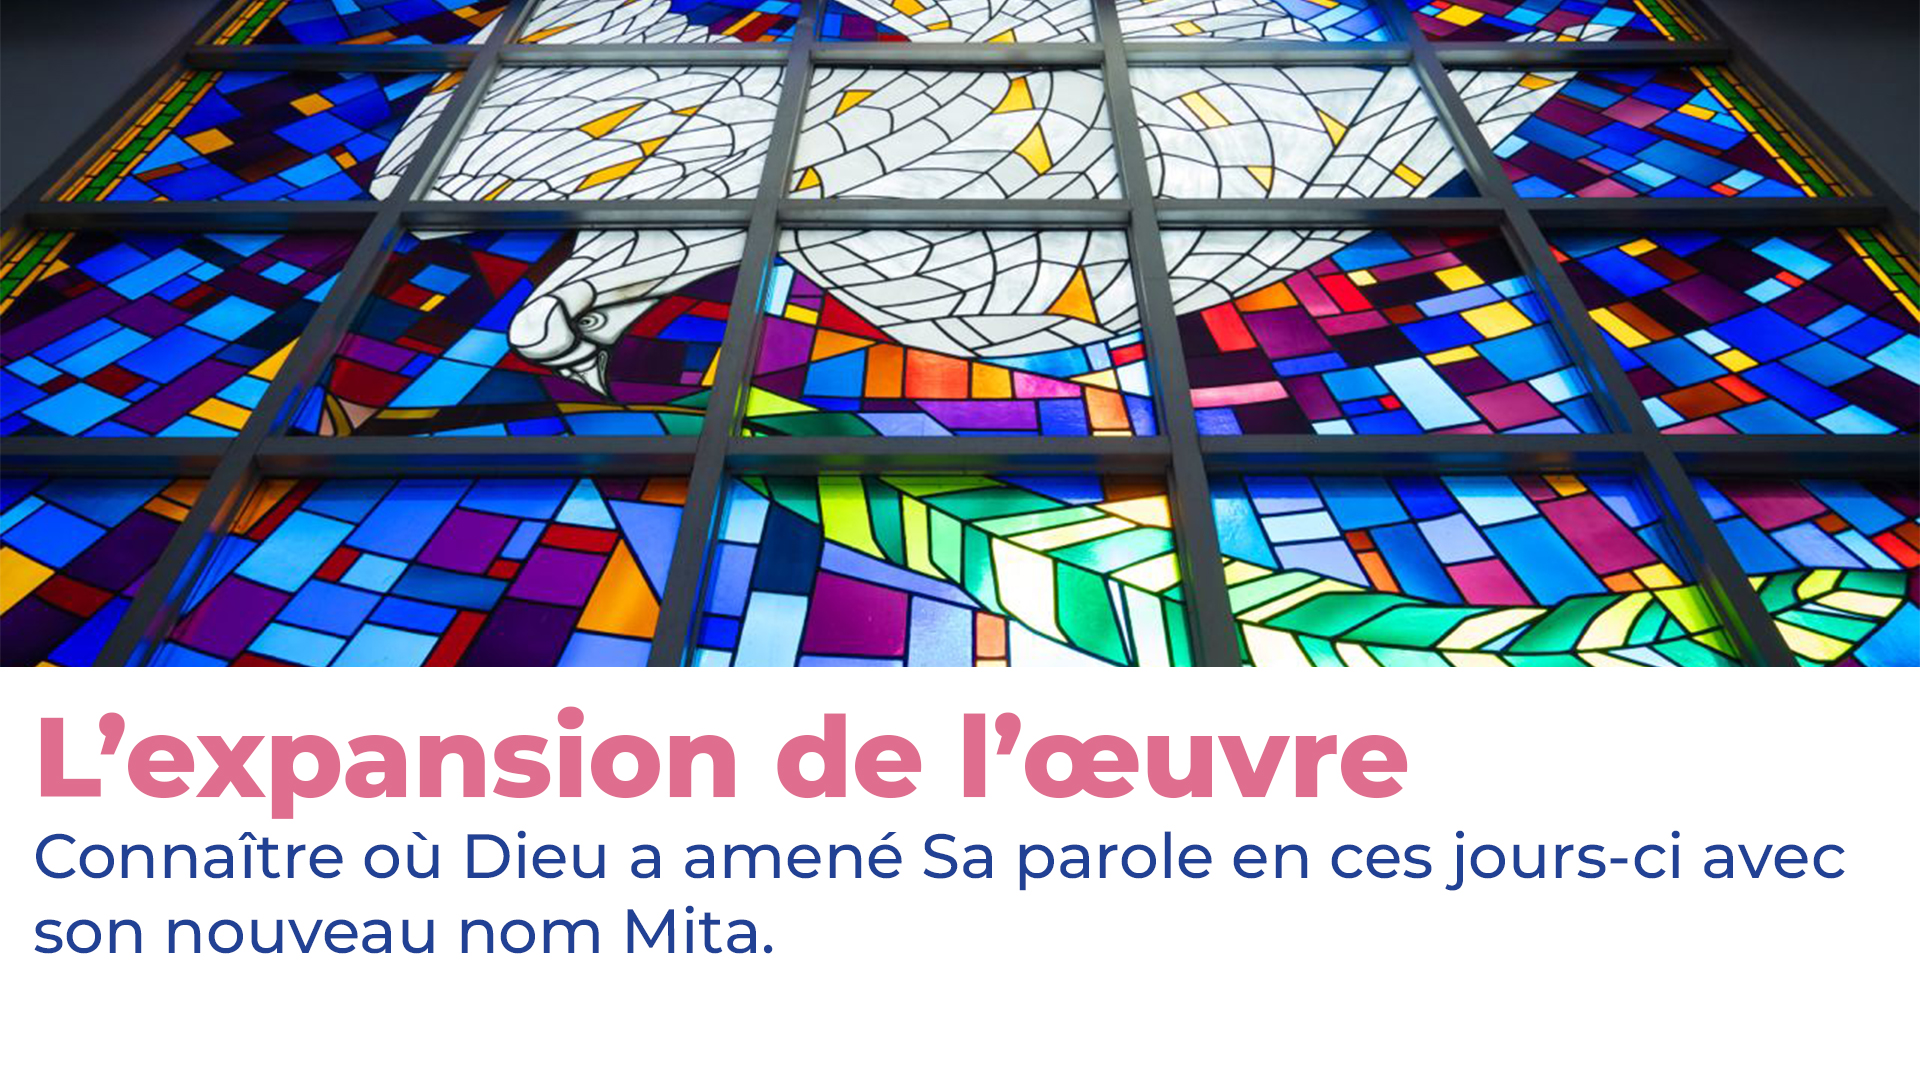 L’expansion de l’œuvre
Connaître où Dieu a amené Sa parole en ces jours-ci avec
son nouveau nom Mita.